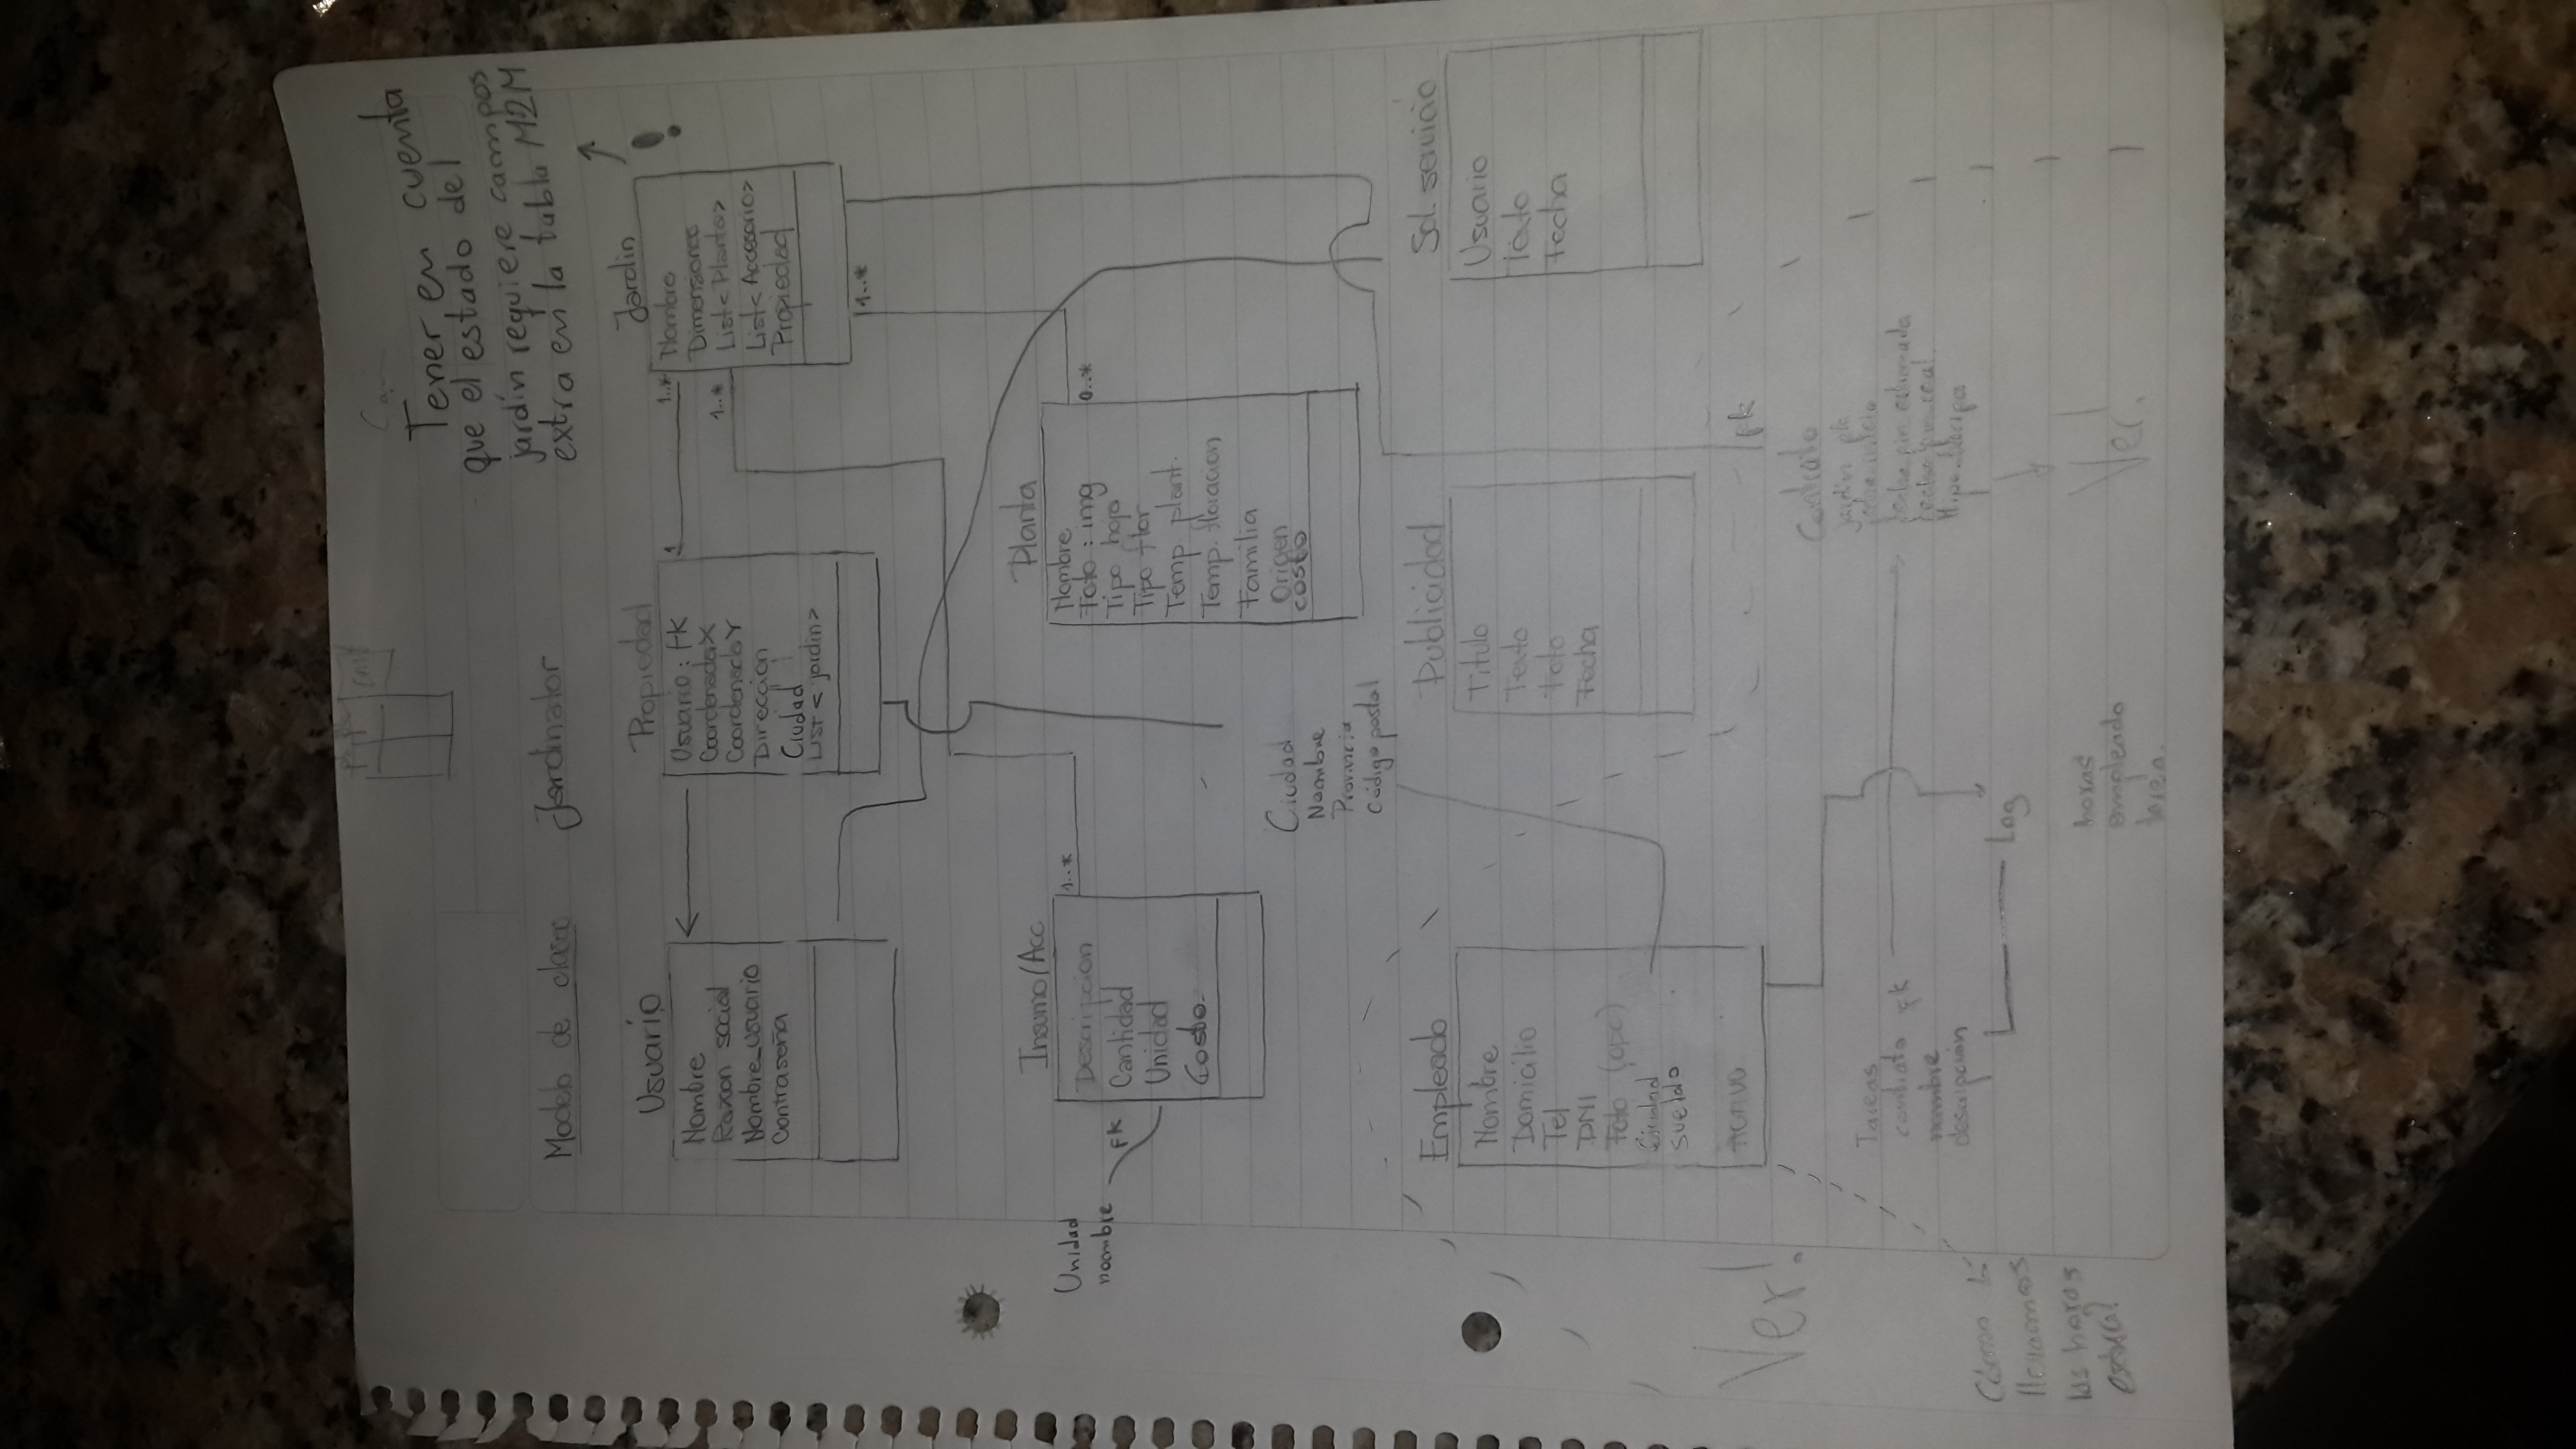 Tener en cuenta
que el estado del
jardín requiere campos
extra en la tabla M2M
Modelo de clases Jardinator
Usuario
Nombre
Razon social
Nombre_usuario
Contraseña
Propiedad
Usuario : fk
CoordenadaX
CoordenadaY
Dirección
Ciudad
List < jardin>
1
1..*
1..*
Jardin
!
Nombre
Dimensiones
List<Planta>
List<Accesorio>
Propiedad
1..*
Insumo/Acc
1..*
Descripcion
Cantidad
Unidad
Costo
Unidad
nombre
fk
Planta
Nombre
Foto : img
Tipo hoja
Tipo flor
Temp. plant.
Temp. floracion
Familia
Origen
costo
0..*
Ciudad
Nombre
Provincia
Código postal
Empleado
Nombre
Domicilio
Tel
DNI
Foto (opc)
Ciudad
sueldo
Activo
Publicidad
Titulo
Texto
Foto
Fecha
Sol. servicio
Usuario
Texto
Fecha
Ver!
fk
Tareas
contrato fk
nombre
descripción
Contrato
jardin fk
fecha inicio
fecha fin estimada
fecha fin real
Cómo
llevamos
las horas
extra?
Log
horas
empleado
tarea.
Ver!